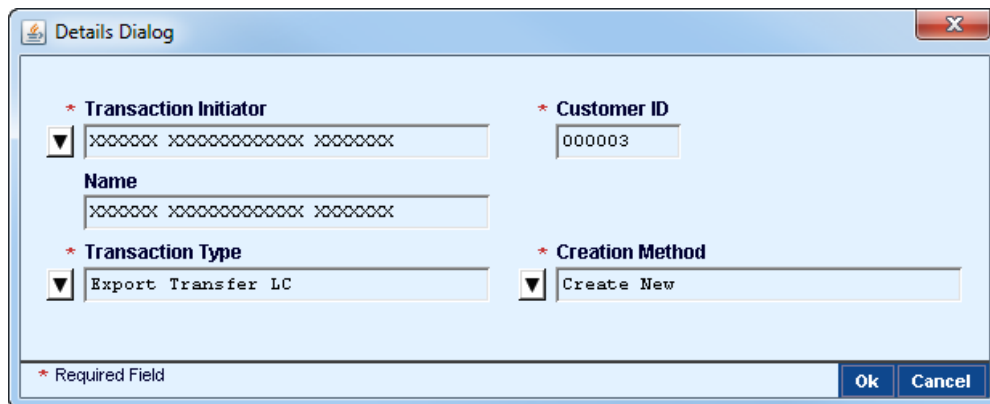 Details Dialog
* Transaction Initiator
* Customer ID
XXXXXX XXXXXXXXXXXX XXXXXXX
000003
Name
XXXXXX XXXXXXXXXXXX XXXXXXX
* Transaction Type
* Creation Method
Export Transfer LC
Create New
* Required Field
Ok
Cancel